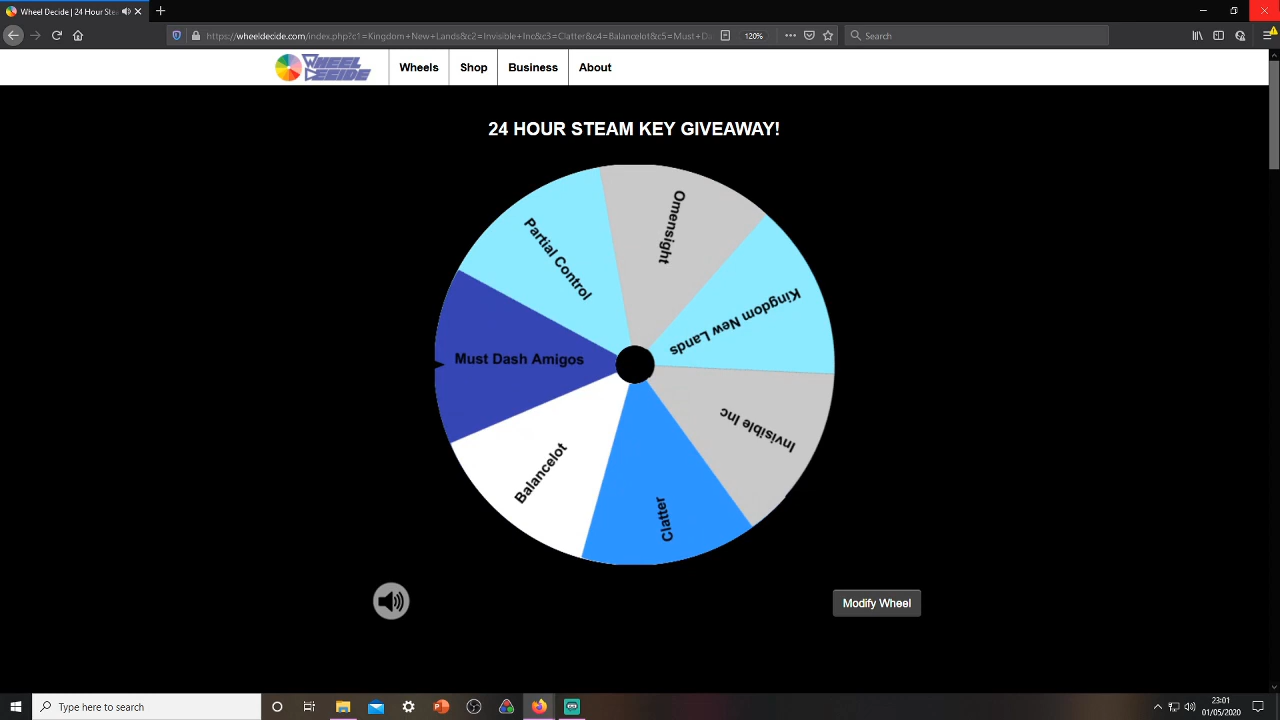 Wheel Decide | 24 Hour Stea
https://wheeldecide.com/index.php?c1=Kingdom+New+Lands&c2=Invisible+Inc&c3=Clatter&c4=Balancelot&c5=Must+Da
120%
Search
WHEEL DECIDE
Wheels
Shop
Business
About
24 HOUR STEAM KEY GIVEAWAY!
Omensight
Partial Control
Kingdom New Lands
Must Dash Amigos
Invisible Inc
Balancelot
Clatter
Modify Wheel
Type here to search
23:01
01/05/2020